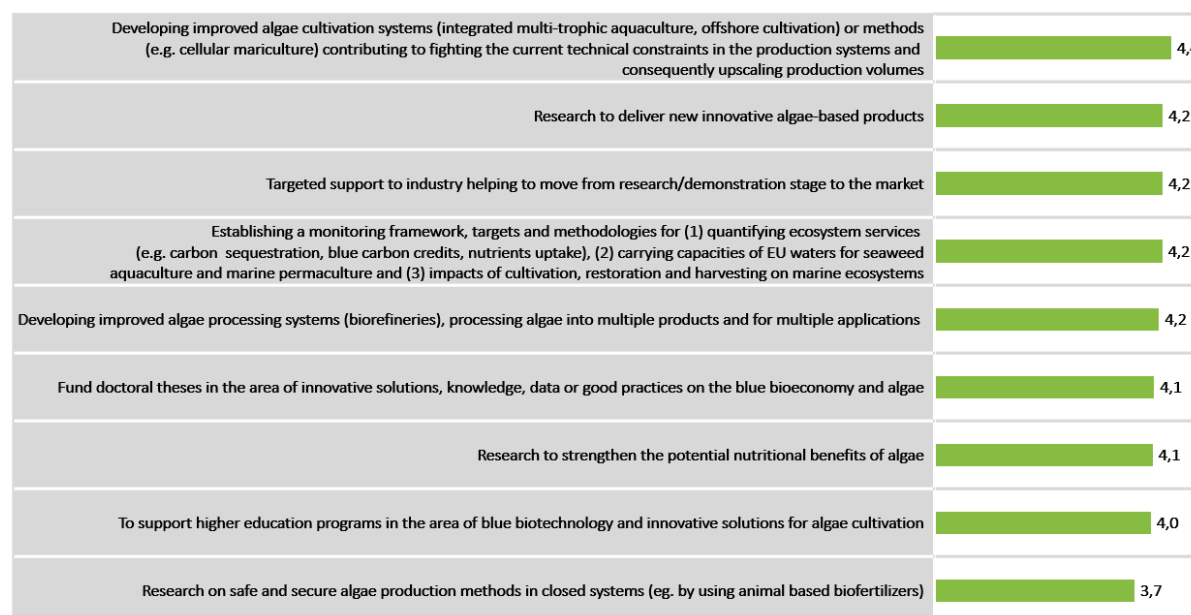 Developing improved algae cultivation systems (integrated multi-trophic aquaculture, offshore cultivation) or methods
(e.g. cellular mariculture) contributing to fighting the current technical constraints in the production systems and
consequently upscaling production volumes
Research to deliver new innovative algae-based products
4,2
Targeted support to industry helping to move from research/demonstration stage to the market
4,2
Establishing a monitoring framework, targets and methodologies for (1) quantifying ecosystem services
(e.g. carbon sequestration, blue carbon credits, nutrients uptake), (2) carrying capacities of EU waters for seaweed
aquaculture and marine permaculture and (3) impacts of cultivation, restoration and harvesting on marine ecosystems
4,2
Developing improved algae processing systems (biorefineries), processing algae into multiple products and for multiple applications
4,2
Fund doctoral theses in the area of innovative solutions, knowledge, data or good practices on the blue bioeconomy and algae
4,1
Research to strengthen the potential nutritional benefits of algae
4,1
To support higher education programs in the area of blue biotechnology and innovative solutions for algae cultivation
4,0
Research on safe and secure algae production methods in closed systems (eg. by using animal based biofertilizers)
3,7